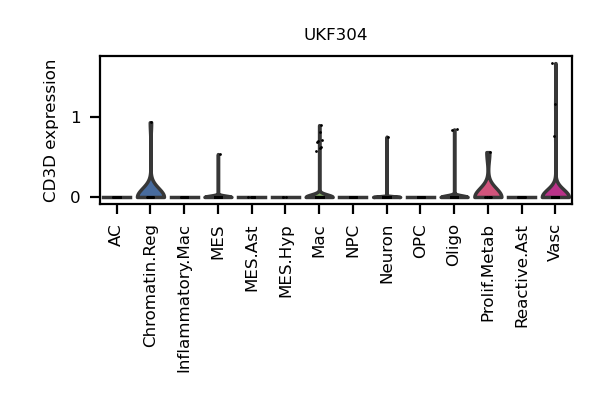 UKF304
CD3D expression
1
0
AC
Chromatin.Reg
Inflammatory.Mac
MES
MES.Ast
MES.Hyp
Mac
NPC
Neuron
OPC
Oligo
Prolif.Metab
Reactive.Ast
Vasc